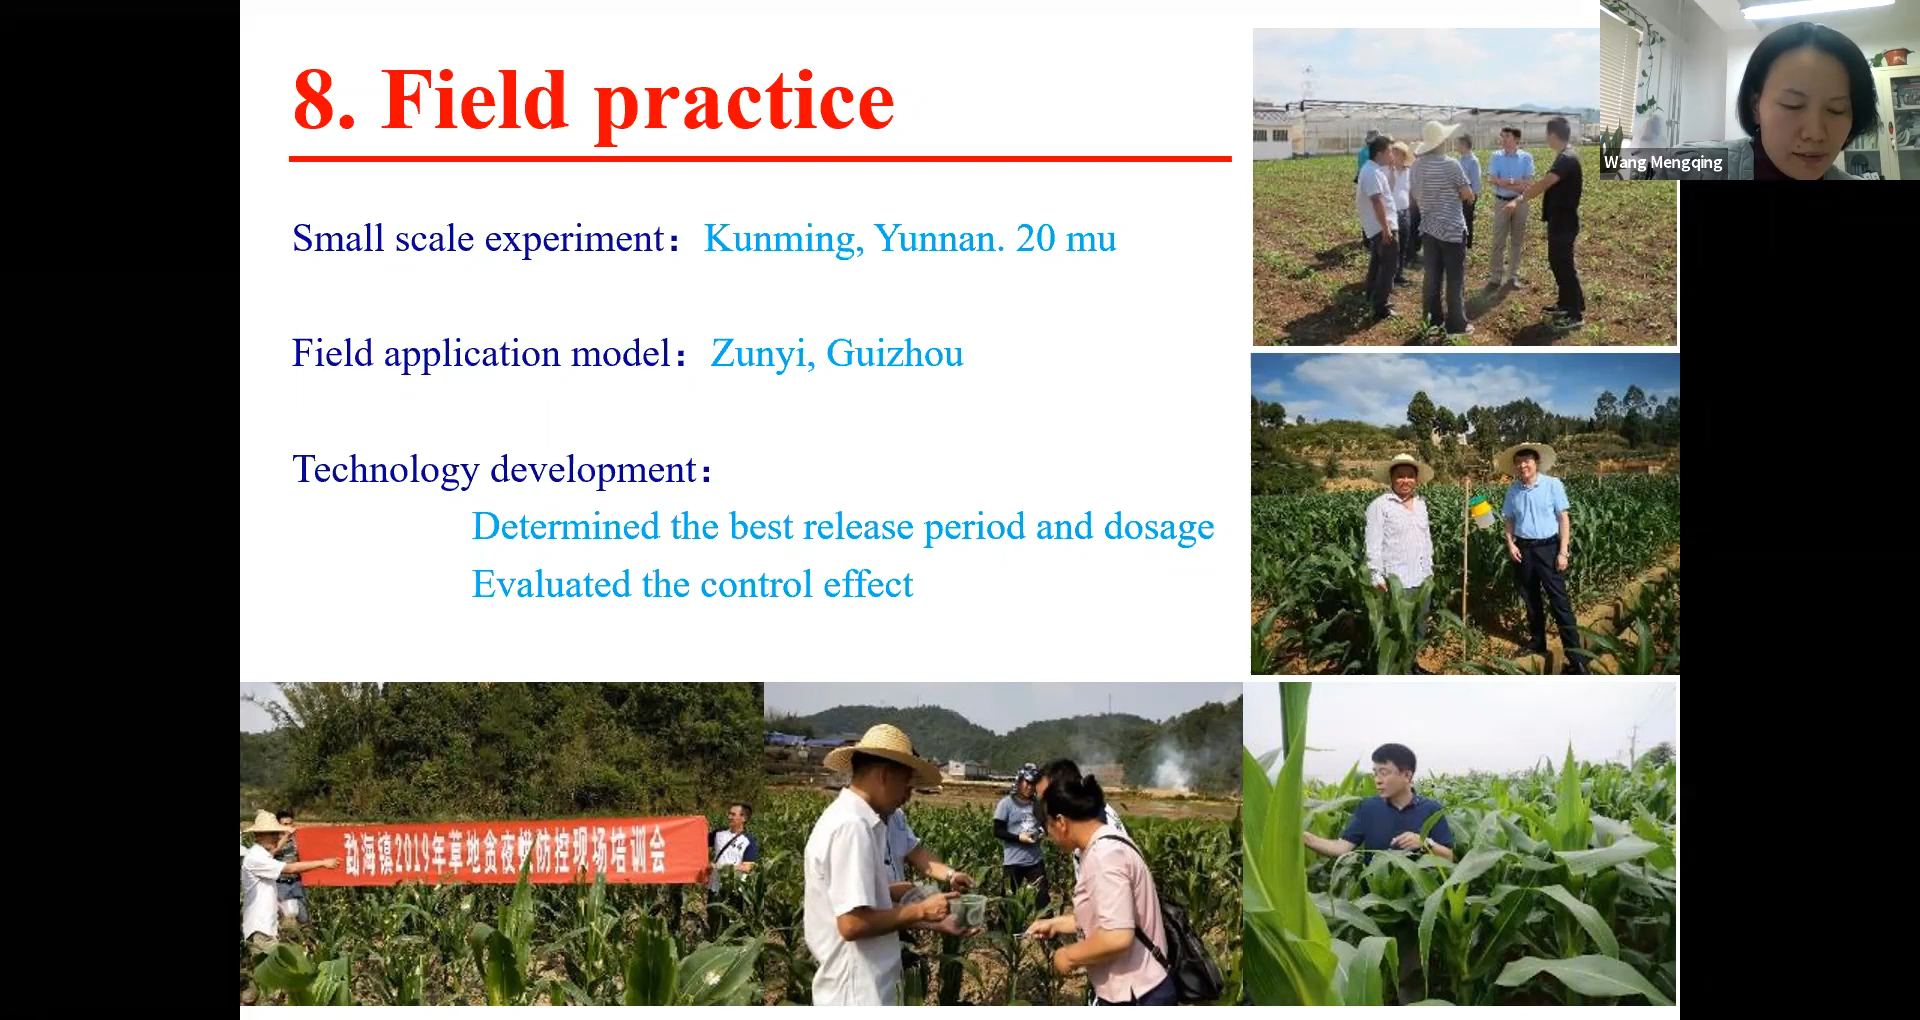 8. Field practice
Wang Mengqing
Small scale experiment：Kunming, Yunnan. 20 mu
Field application model：Zunyi, Guizhou
Technology development：
Determined the best release period and dosage
Evaluated the control effect
勐海镇2019年草地贪夜蛾防控现场培训会